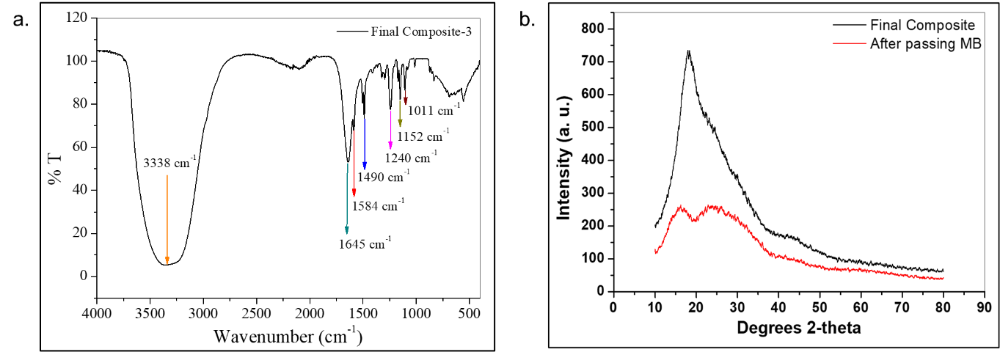 a.
120
100
80
60
40
20
0
% T
Final Composite-3
3338 cm-1
1011 cm-1
1152 cm-1
1240 cm-1
1490 cm-1
1584 cm-1
1645 cm-1
4000 3500 3000 2500 2000 1500 1000 500
Wavenumber (cm-1)
b.
800
700
600
500
400
300
200
100
0
Intensity (a. u.)
Final Composite
After passing MB
0 10 20 30 40 50 60 70 80 90
Degrees 2-theta